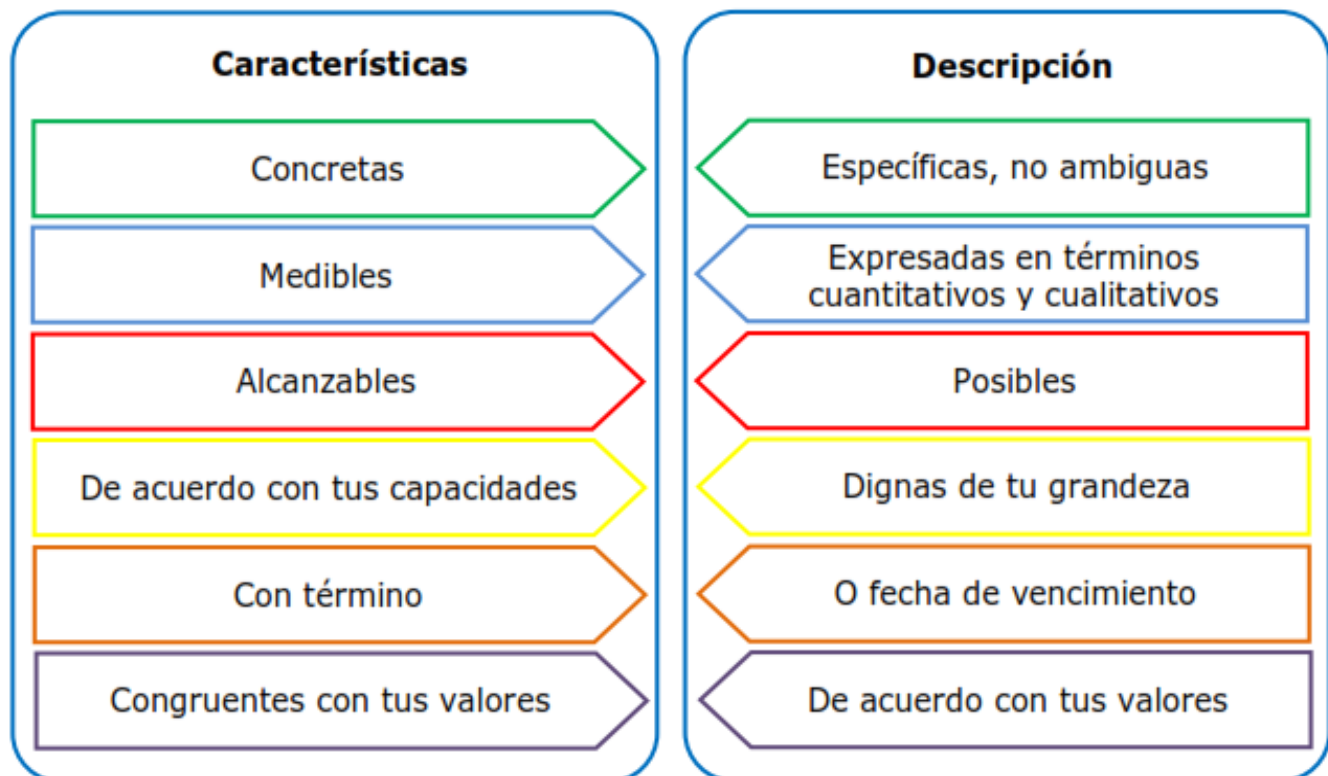 Características
Descripción
Concretas
Específicas, no ambiguas
Medibles
Expresadas en términos
cuantitativos y cualitativos
Alcanzables
Posibles
De acuerdo con tus capacidades
Dignas de tu grandeza
Con término
O fecha de vencimiento
Congruentes con tus valores
De acuerdo con tus valores